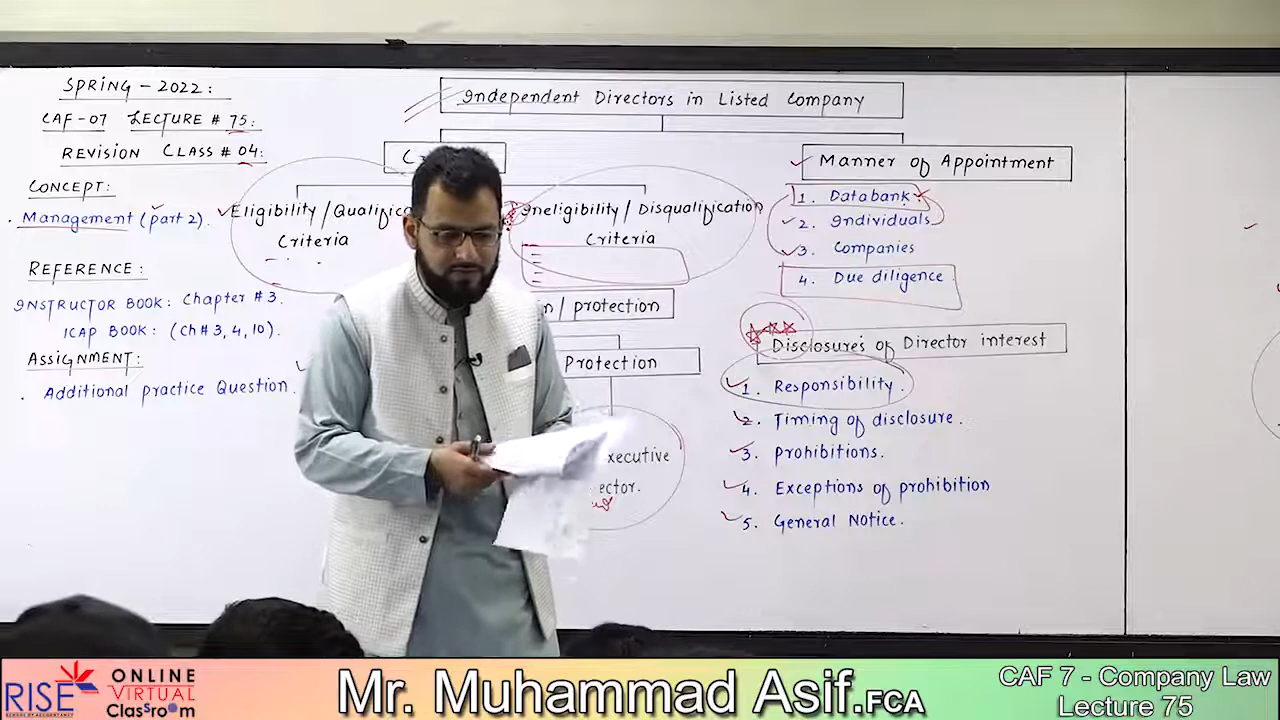 SPRING - 2022:
CAF-07 LECTURE # 75:
REVISION CLASS # 04:
CONCEPT:
. Management (part 2).
REFERENCE:
INSTRUCTOR BOOK: Chapter # 3.
ICAP BOOK: (Ch# 3, 4, 10).
ASSIGNMENT:
. Additional practice Question.
Independent Directors in Listed Company
Eligibility/
Criteria
Ineligibility / Disqualification
Criteria
/ protection
Protection
Manner of Appointment
1. Databank
2. Individuals
3. Companies
4. Due diligence
Disclosure's of Director interest
1. Responsibility.
2. Timing of disclosure.
3. prohibitions.
4. Exceptions of prohibition
5. General Notice.
RISE
SCHOOL OF ACCOUNTANCY
ONLINE
VIRTUAL
Classroom
Mr. Muhammad Asif.FCA
CAF 7 - Company Law
Lecture 75